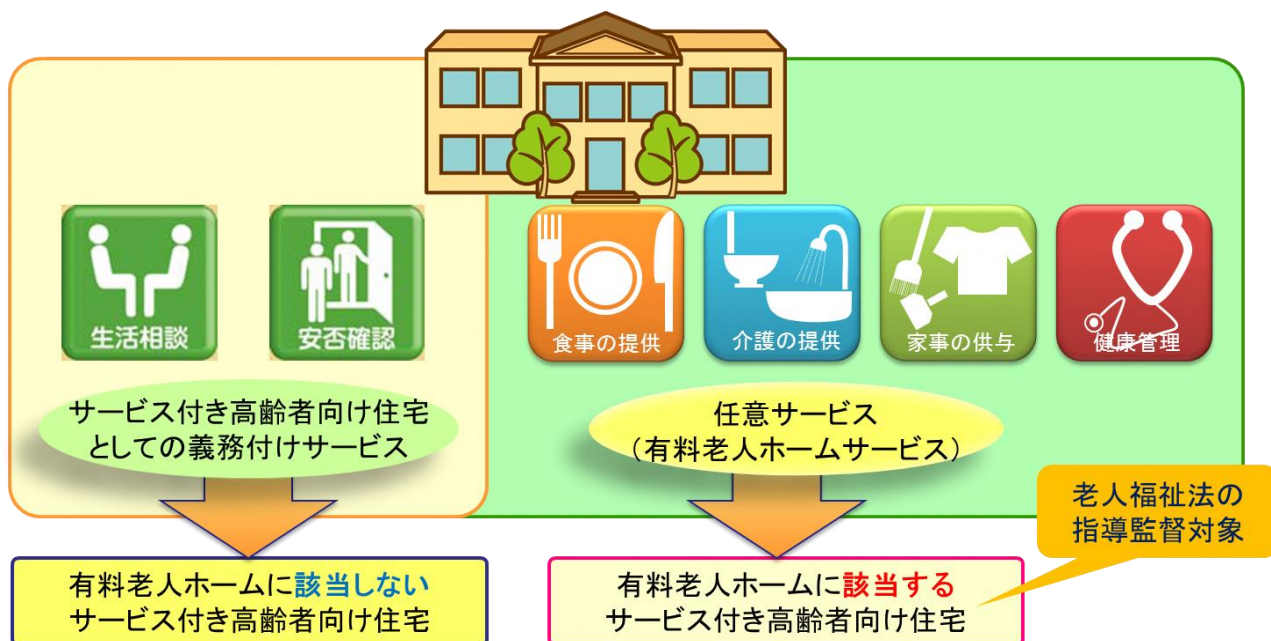 生活相談
安否確認
食事の提供
介護の提供
家事の供与
健康管理
サービス付き高齢者向け住宅
としての義務付けサービス
任意サービス
(有料老人ホームサービス)
老人福祉法の
指導監督対象
有料老人ホームに該当しない
サービス付き高齢者向け住宅
有料老人ホームに該当する
サービス付き高齢者向け住宅